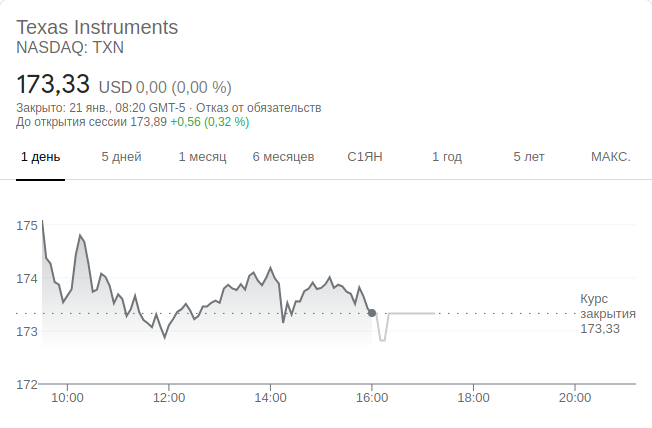 Texas Instruments
NASDAQ: TXN
173,33 USD 0,00 (0,00 %)
Закрыто: 21 янв., 08:20 GMT-5 · Отказ от обязательств
До открытия сессии 173,89 +0,56 (0,32 %)
1 день 5 дней 1 месяц 6 месяцев С1ЯН 1 год 5 лет МАКС.
175
174
Курс
закрытия
173,33
173
172
10:00 12:00 14:00 16:00 18:00 20:00